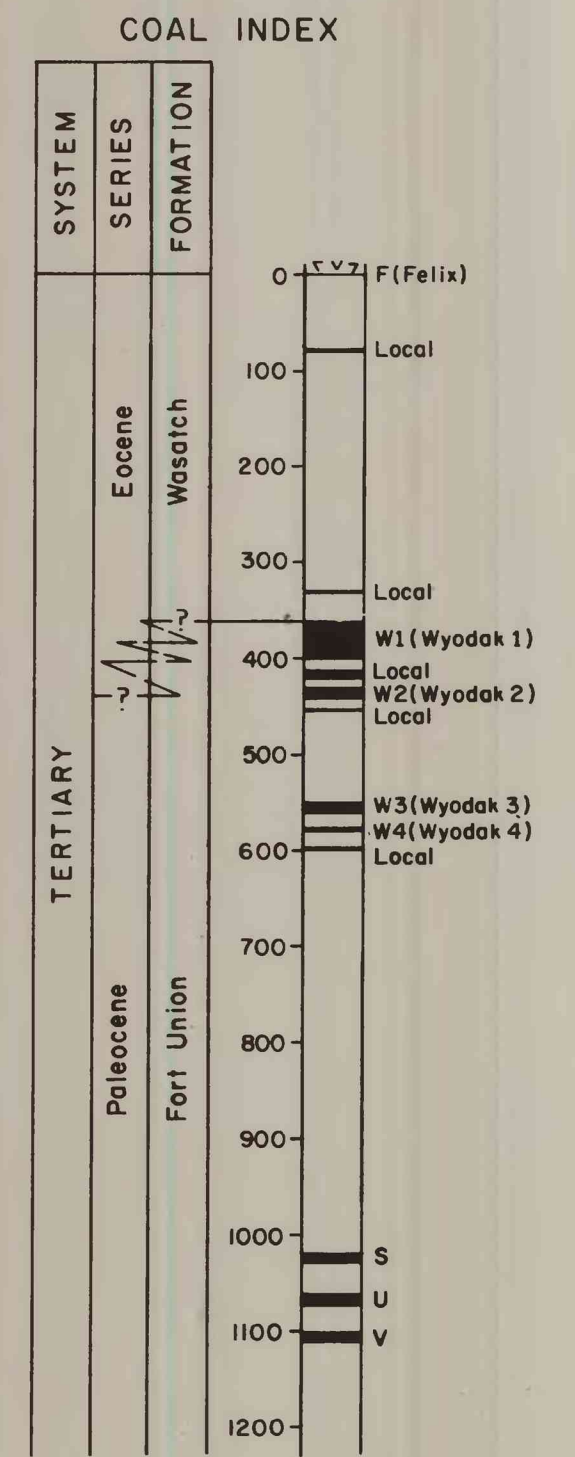 COAL INDEX
SYSTEM
SERIES
FORMATION
TERTIARY
Eocene
Paleocene
Wasatch
Fort Union
?
?
0
100
200
300
400
500
600
700
800
900
1000
1100
1200
F(Felix)
Local
Local
W1(Wyodak 1)
Local
W2(Wyodak 2)
Local
W3(Wyodak 3)
W4(Wyodak 4)
Local
S
U
V